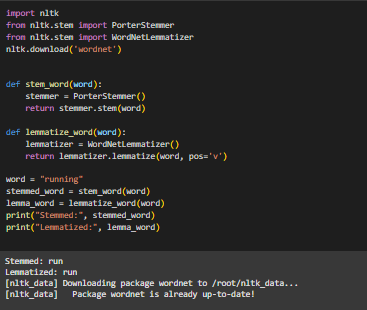 import nltk
from nltk.stem import PorterStemmer
from nltk.stem import WordNetLemmatizer
nltk.download('wordnet')
def stem_word(word):
    stemmer = PorterStemmer()
    return stemmer.stem(word)
def lemmatize_word(word):
    lemmatizer = WordNetLemmatizer()
    return lemmatizer.lemmatize(word, pos='v')
word = "running"
stemmed_word = stem_word(word)
lemma_word = lemmatize_word(word)
print("Stemmed:", stemmed_word)
print("Lemmatized:", lemma_word)
Stemmed: run
Lemmatized: run
[nltk_data] Downloading package wordnet to /root/nltk_data...
[nltk_data]   Package wordnet is already up-to-date!